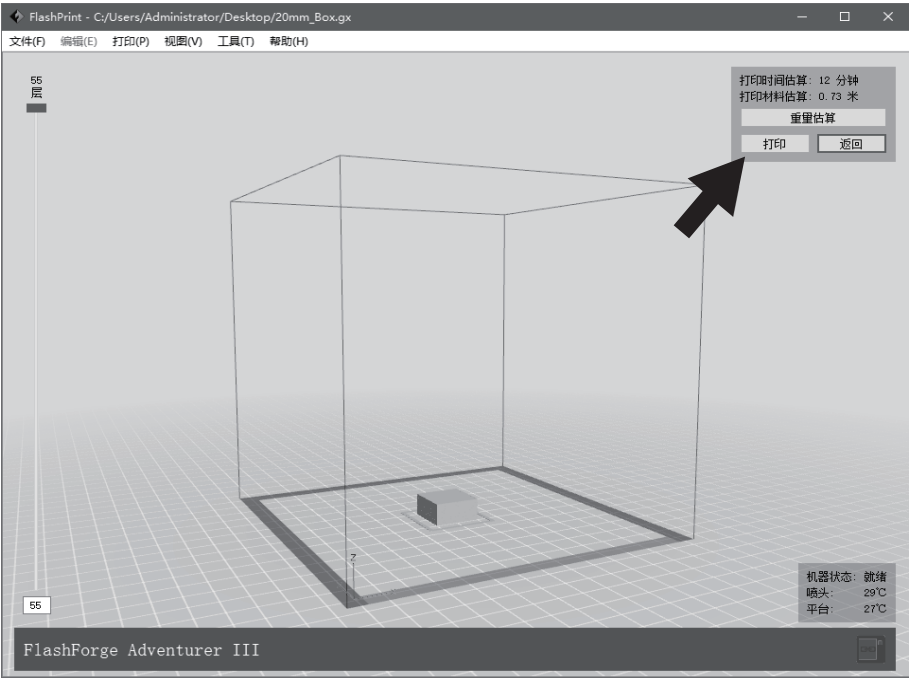 FlashPrint - C:/Users/Administrator/Desktop/20mm_Box.gx
文件(F) 编辑(E) 打印(P) 视图(V) 工具(T) 帮助(H)
55
层
打印时间估算: 12 分钟
打印材料估算: 0.73 米
重量估算
打印 返回
Z
机器状态: 就绪
喷头: 29℃
平台: 27℃
55
FlashForge Adventurer III